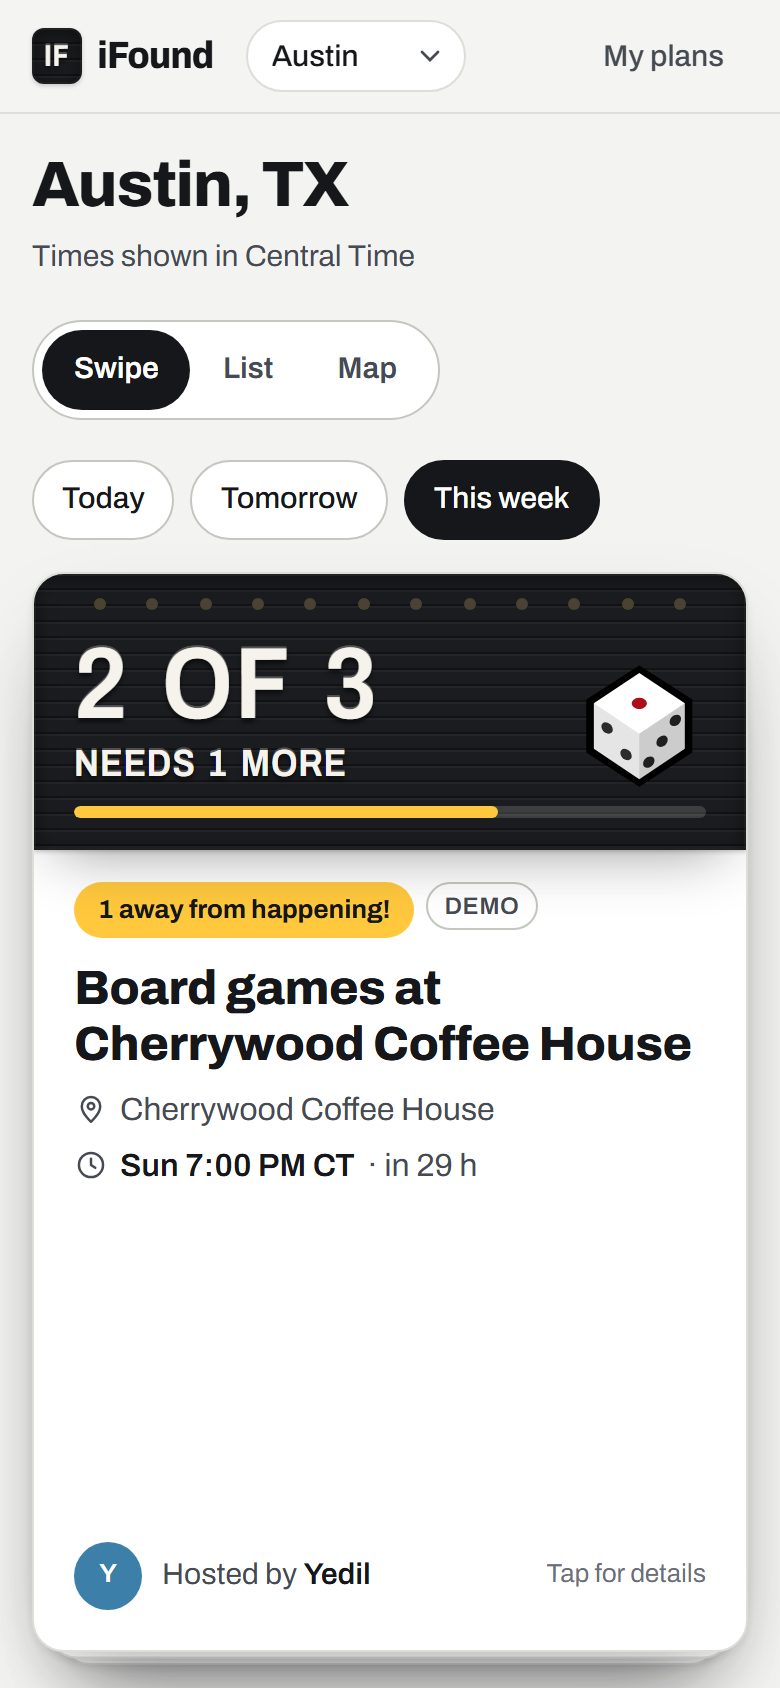 IF iFound Austin My plans
Austin, TX
Times shown in Central Time
Swipe List Map
Today Tomorrow This week
2 OF 3
NEEDS 1 MORE
1 away from happening! DEMO
Board games at
Cherrywood Coffee House
Cherrywood Coffee House
Sun 7:00 PM CT · in 29 h
Y Hosted by Yedil Tap for details